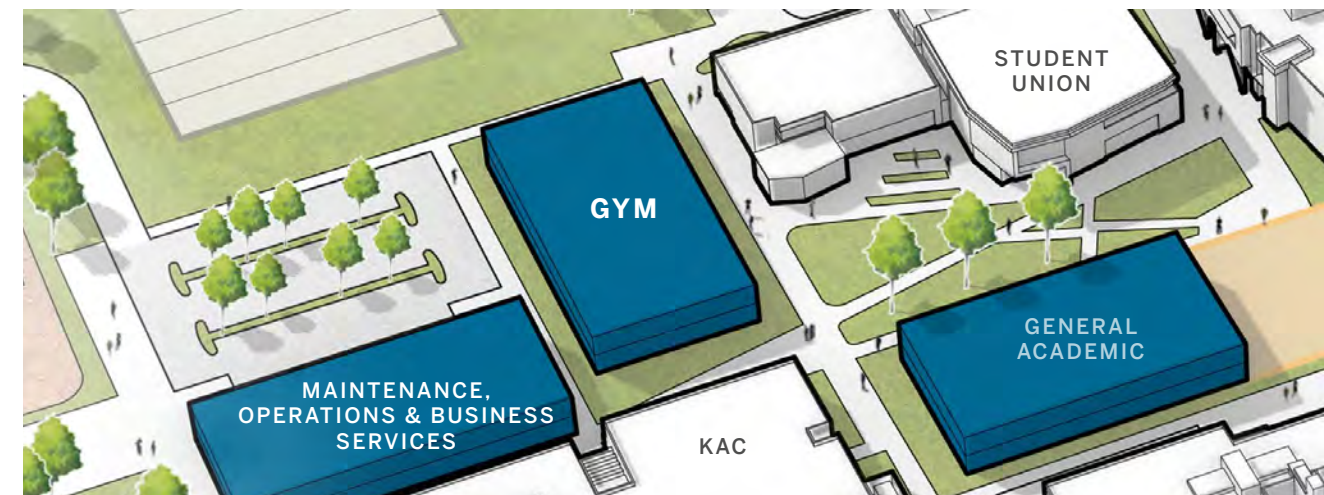 STUDENT
UNION
GYM
GENERAL
ACADEMIC
MAINTENANCE,
OPERATIONS & BUSINESS
SERVICES
KAC